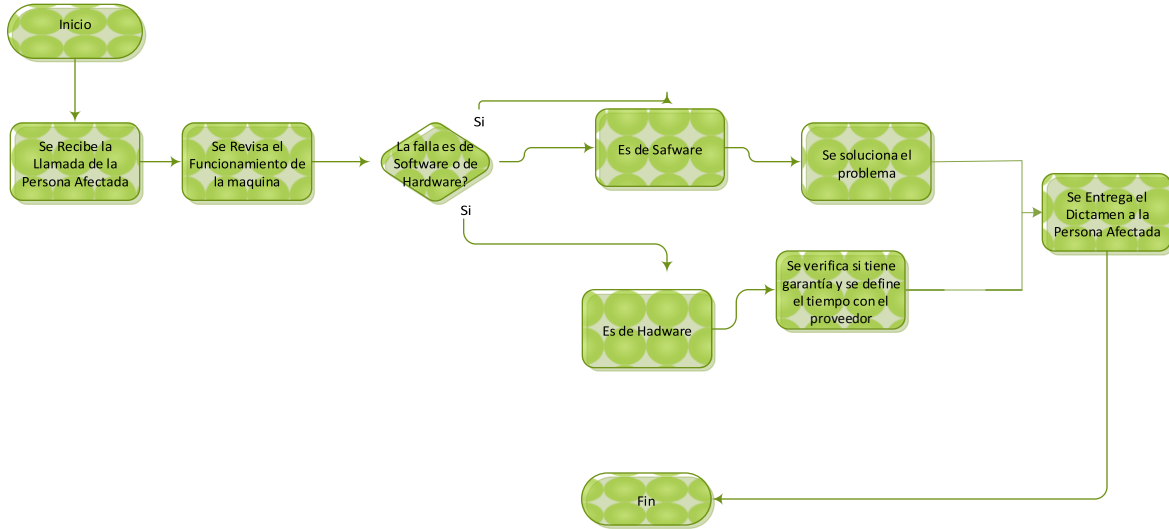 Inicio
Se Recibe la
Llamada de la
Persona Afectada
Se Revisa el
Funcionamiento de
la maquina
La falla es de
Software o de
Hardware?
Si
Si
Es de Safware
Se soluciona el
problema
Es de Hadware
Se verifica si tiene
garantía y se define
el tiempo con el
proveedor
Se Entrega el
Dictamen a la
Persona Afectada
Fin